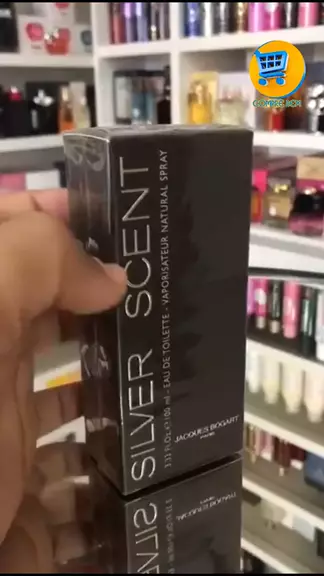 SILVER SCENT
3.33 FL.OZ. e 100 ml - EAU DE TOILETTE - VAPORISATEUR NATURAL SPRAY
JACQUES BOGART
PARIS